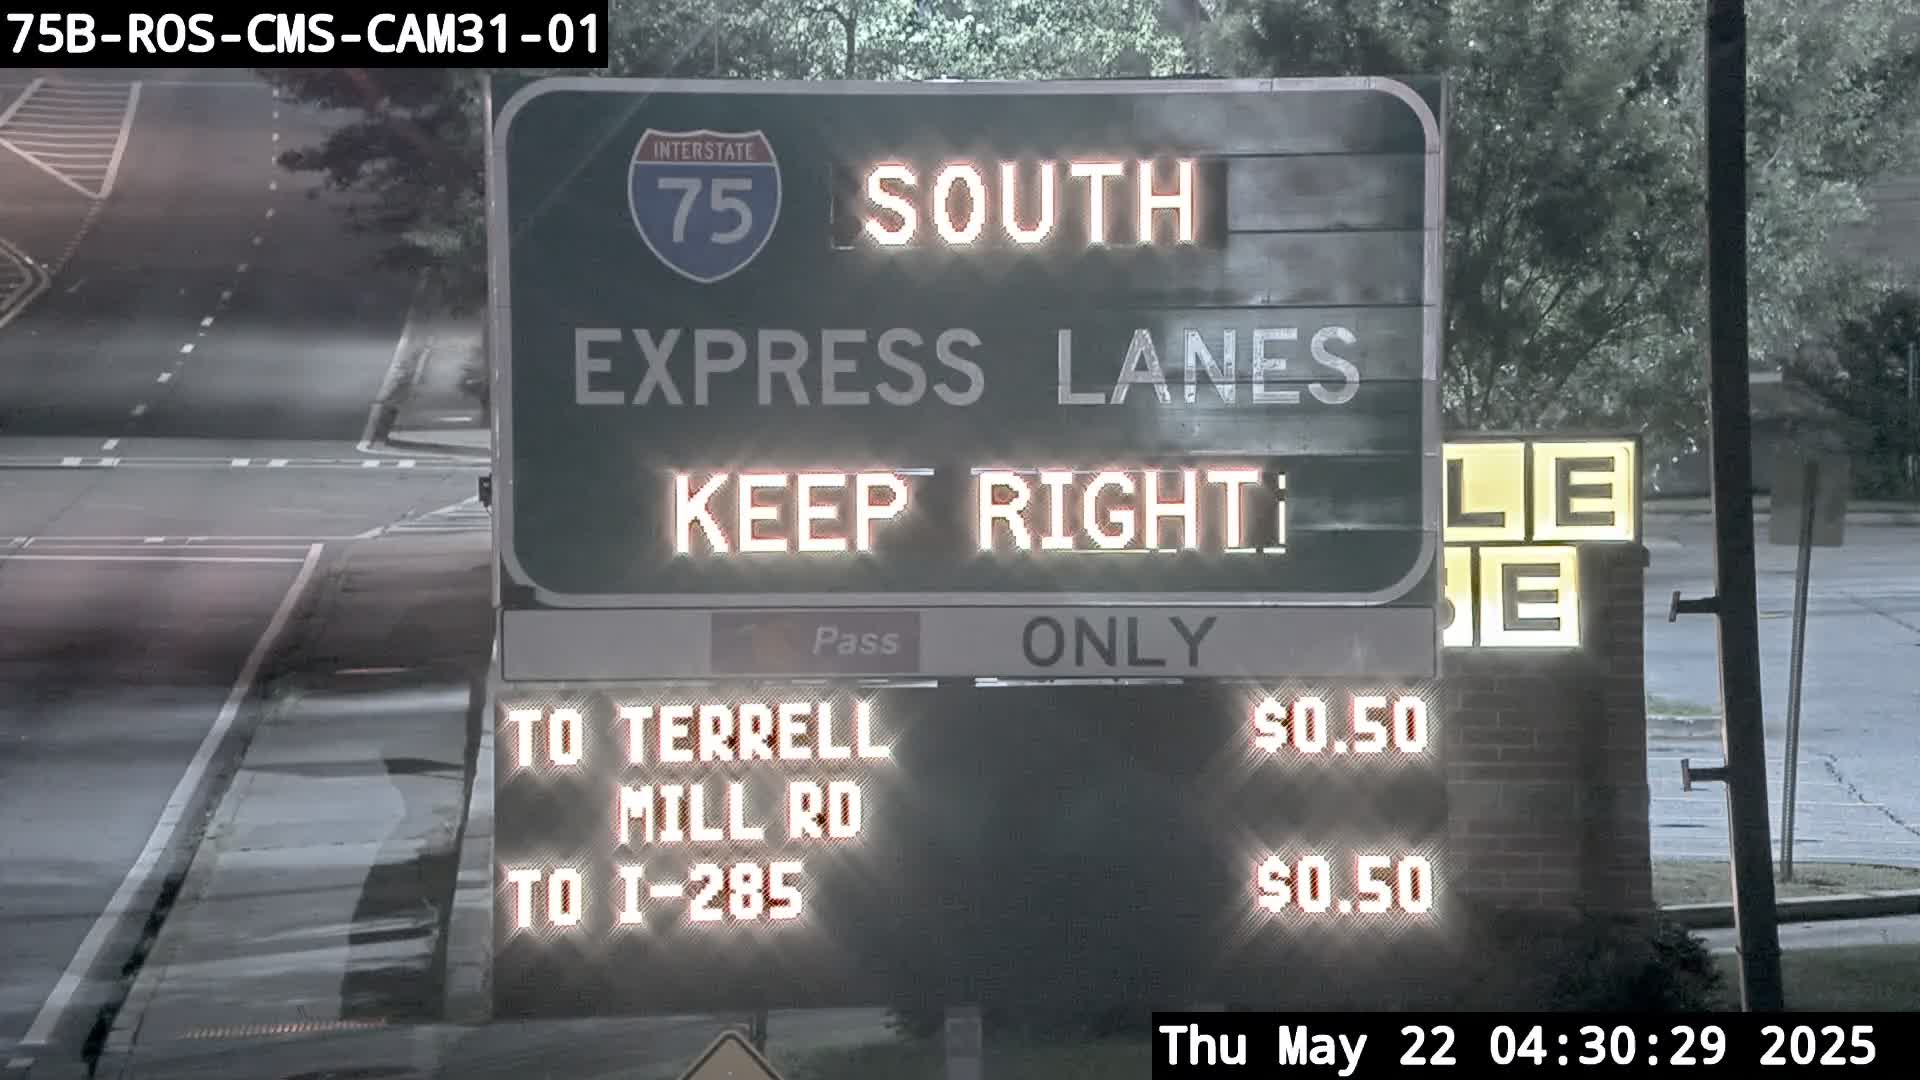 75B-ROS-CMS-CAM31-01
INTERSTATE
75
SOUTH
EXPRESS LANES
KEEP RIGHT
Pass ONLY
TO TERRELL $0.50
MILL RD
TO I-285 $0.50
LE
E
Thu May 22 04:30:29 2025